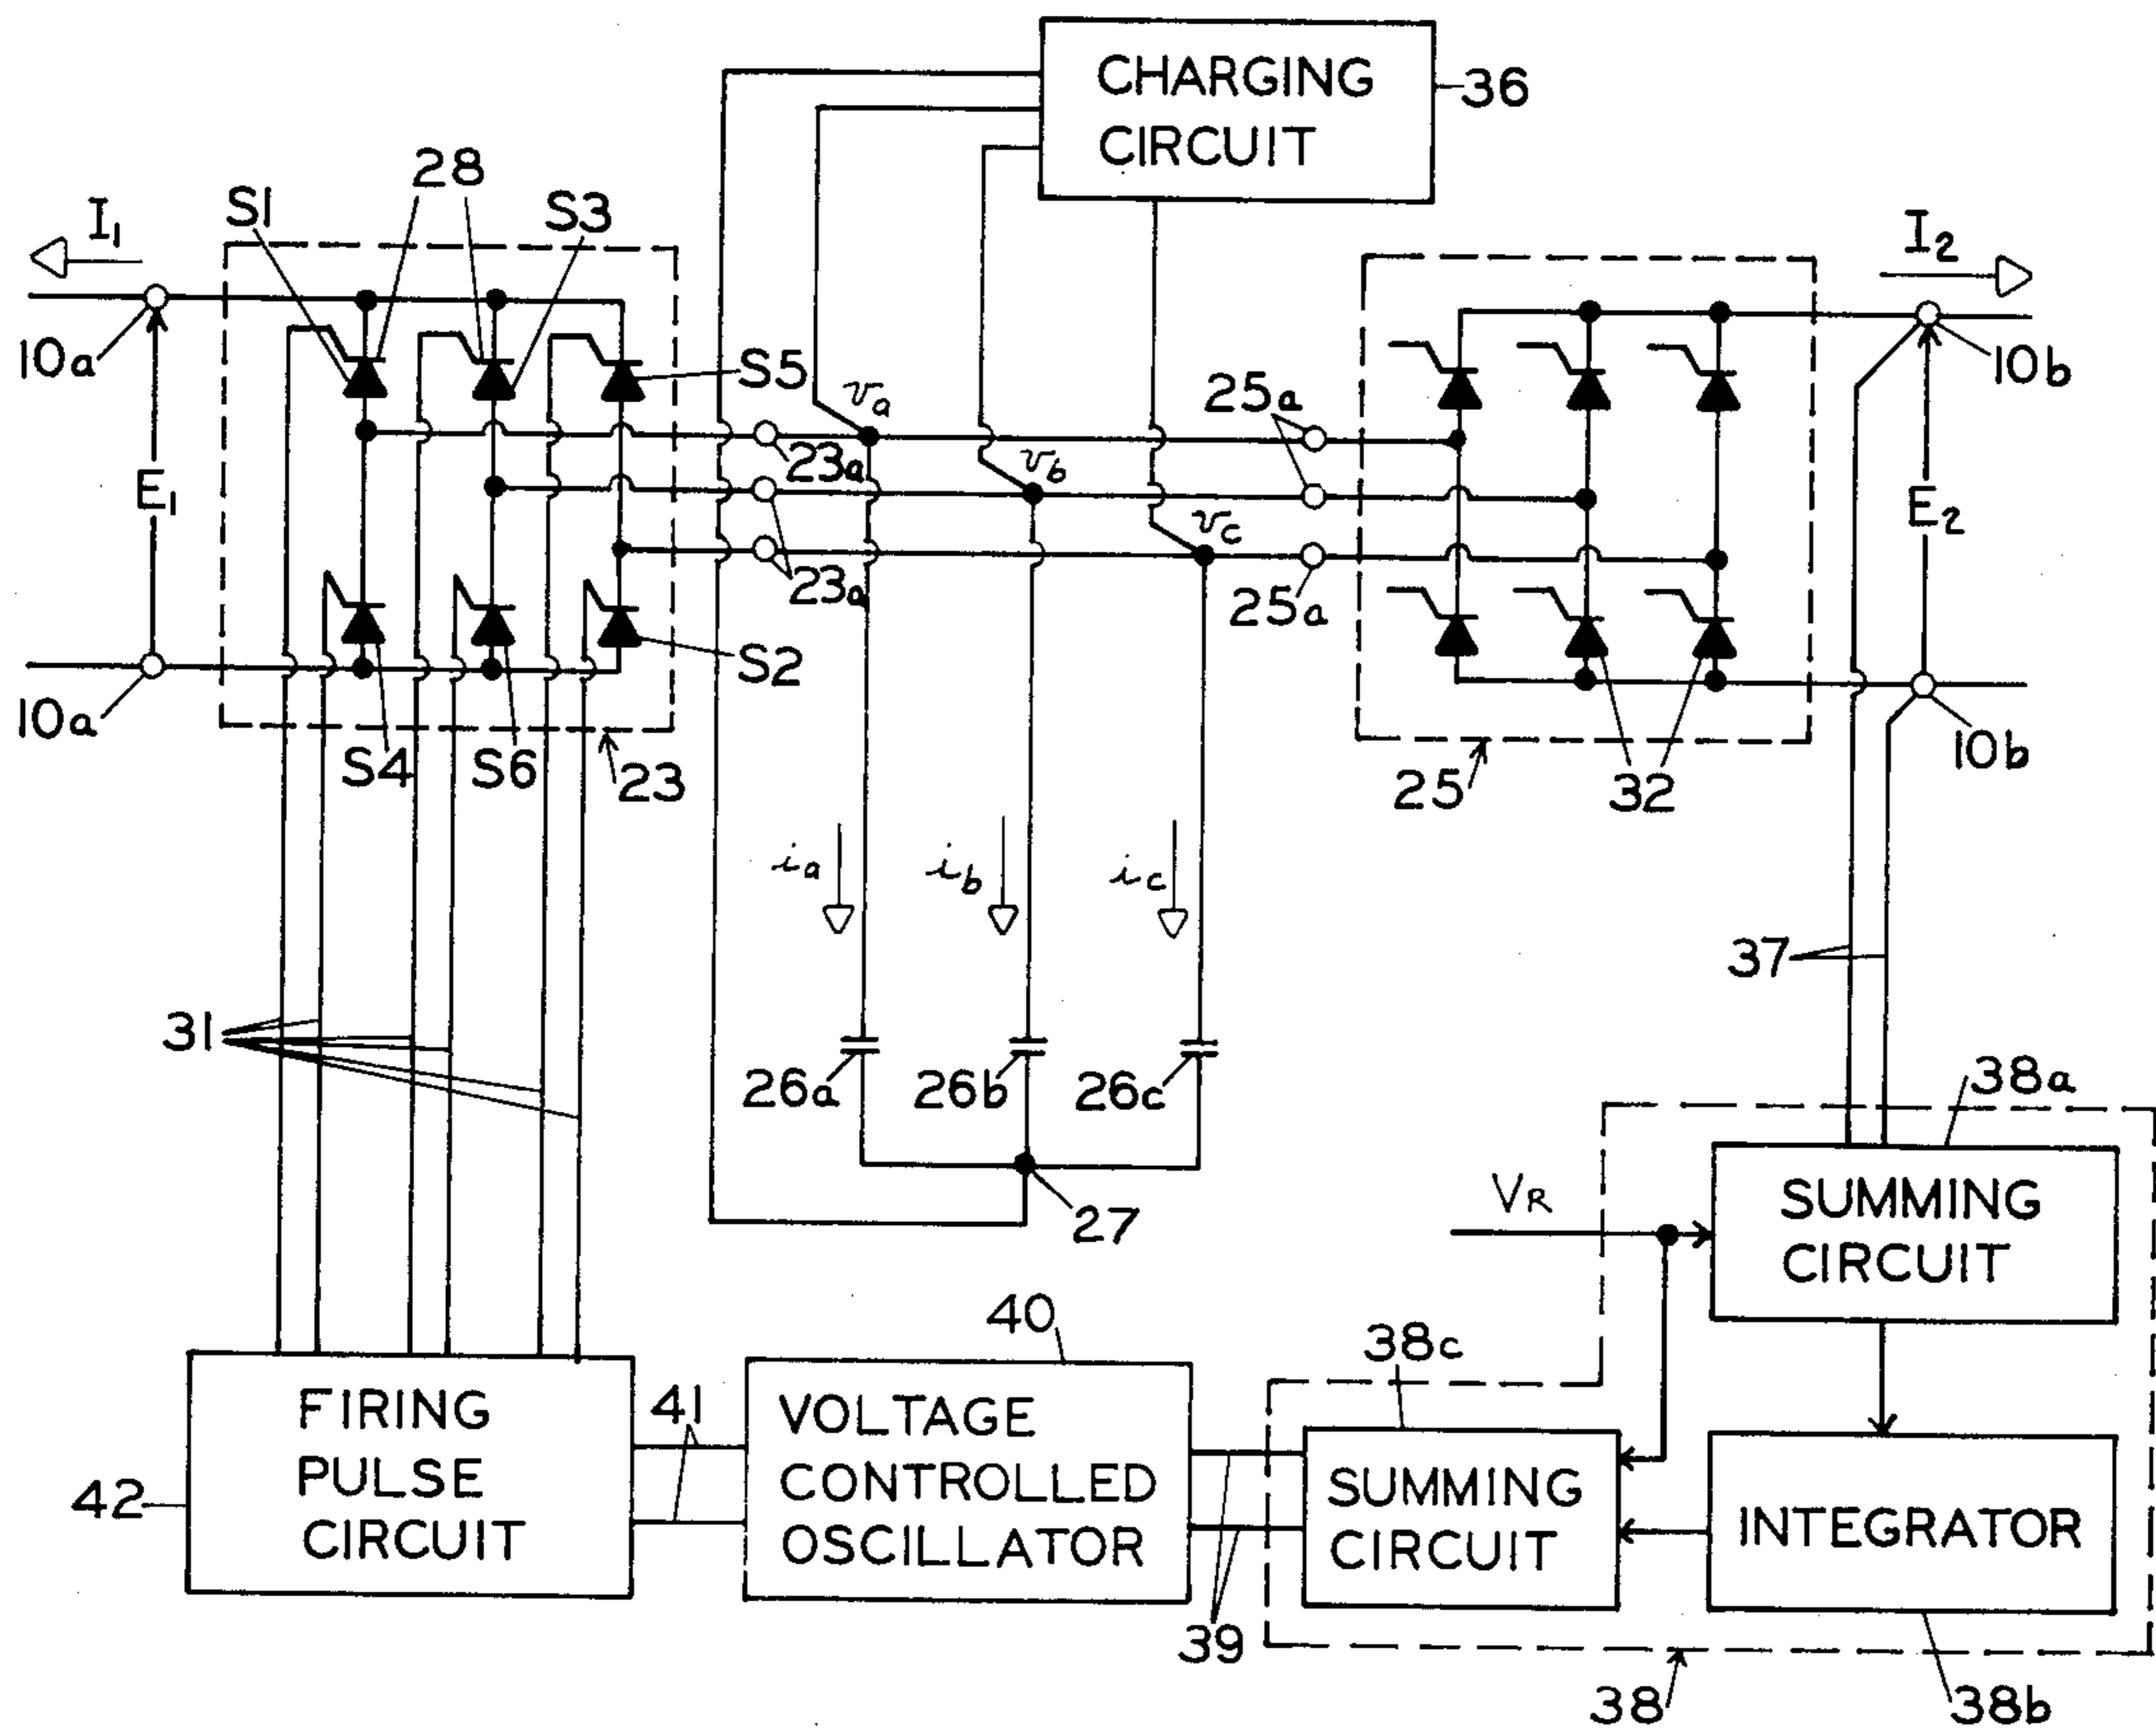 CHARGING
CIRCUIT
36
28
S1
S3
I1
I2
10a
S5
va
25a
10b
23a
vb
E1
vc
E2
23a
25a
S2
10a
S4
S6
23
25
32
10b
ia
ib
ic
37
31
26a
26b
26c
38a
VR
SUMMING
CIRCUIT
27
40
38c
FIRING
PULSE
CIRCUIT
41
VOLTAGE
CONTROLLED
OSCILLATOR
SUMMING
CIRCUIT
INTEGRATOR
42
39
38
38b